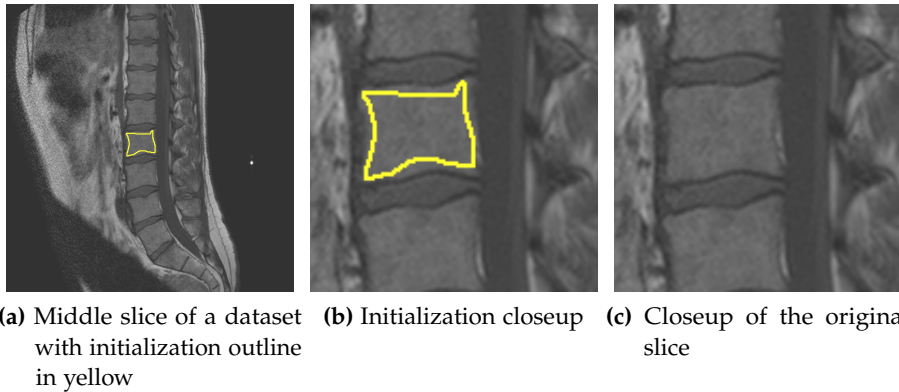 (a) Middle slice of a dataset
with initialization outline
in yellow
(b) Initialization closeup
(c) Closeup of the origina
slice